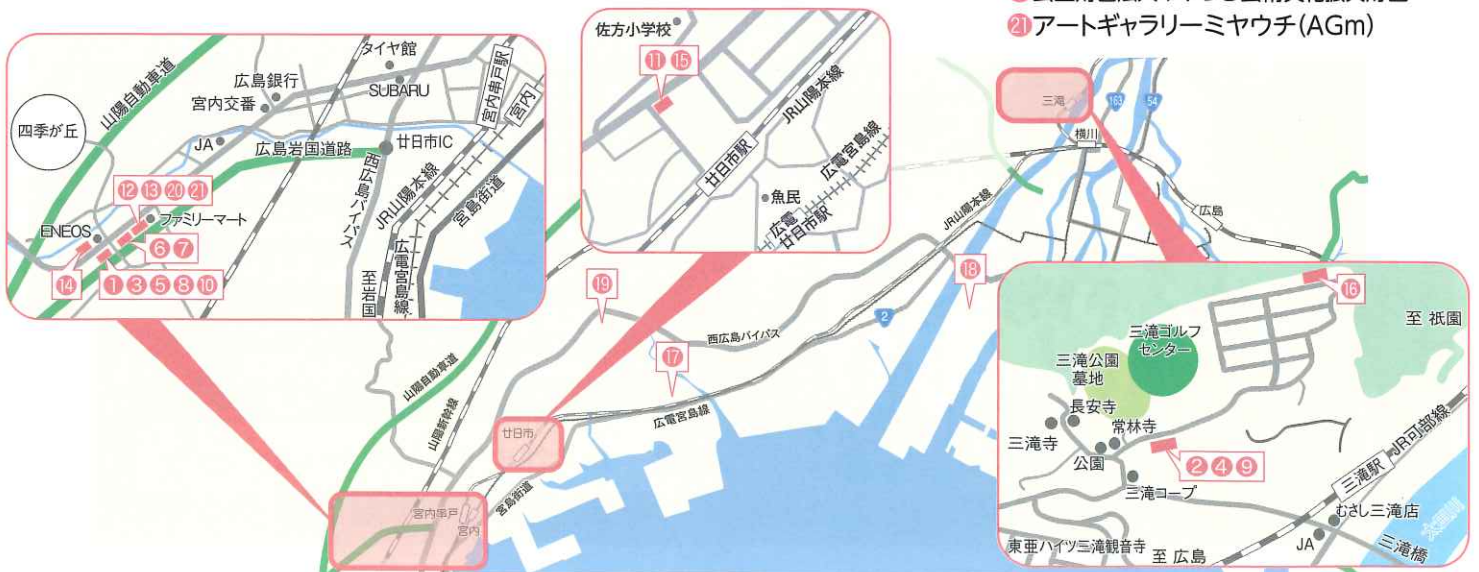 ㉑アートギャラリーミヤウチ(AGm)
四季が丘
山陽自動車道
タイヤ館
広島銀行
宮内交番
SUBARU
宮内串戸駅
宮内
JA
広島岩国道路
廿日市IC
西広島バイパス
至岩国
JR山陽本線
広電宮島線
宮島街道
⑫⑬⑳㉑
ファミリーマート
ENEOS
⑥⑦
⑭
①③⑤⑧⑩
佐方小学校
⑪⑮
JR山陽本線
廿日市駅
広電宮島線
魚民
広電
廿日市駅
三滝
163
54
横川
広島
JR山陽本線
⑱
⑲
西広島バイパス
2
⑰
広電宮島線
山陽自動車道
山陽新幹線
廿日市
宮島街道
宮内串戸
宮内
⑯
至 祇園
三滝ゴルフ
センター
三滝公園
墓地
長安寺
三滝寺
常林寺
公園
②④⑨
三滝コープ
JR可部線
三滝駅
むさし三滝店
太田川
JA
三滝橋
東亜ハイツ三滝観音寺
至 広島